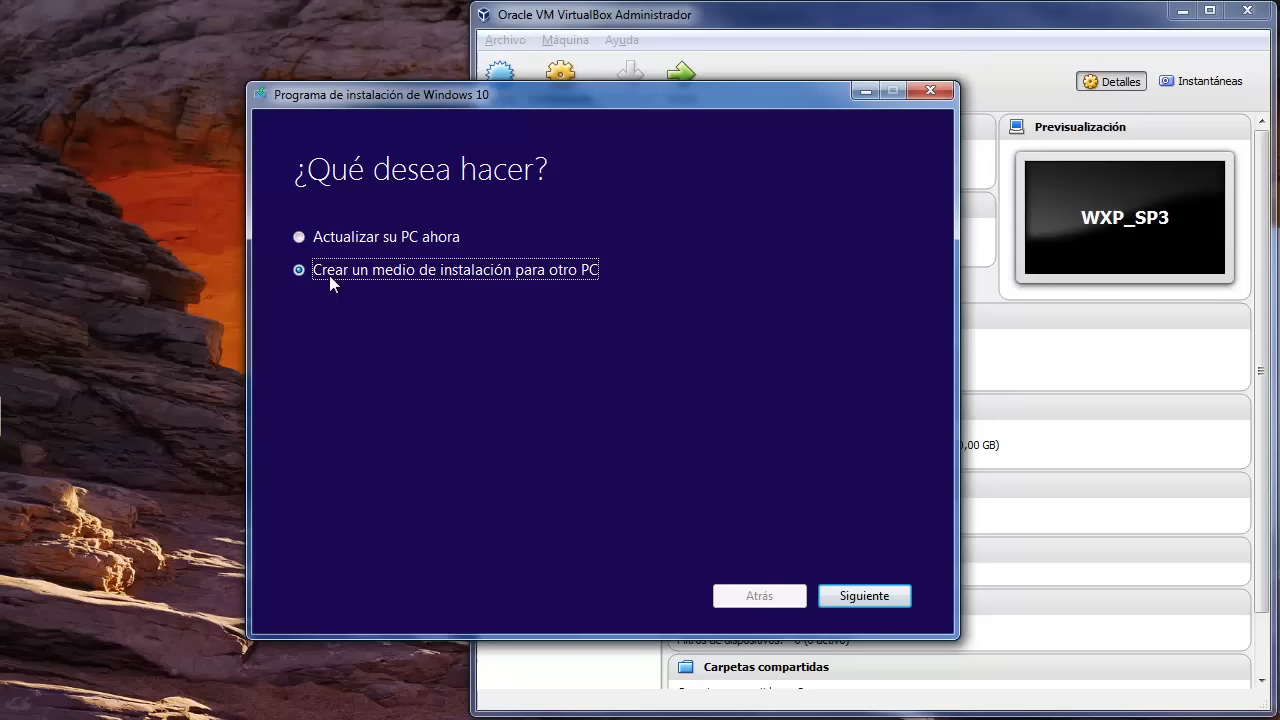 Oracle VM VirtualBox Administrador
Archivo Máquina Ayuda
Detalles Instantáneas
Programa de instalación de Windows 10
¿Qué desea hacer?
Actualizar su PC ahora
Crear un medio de instalación para otro PC
Atrás Siguiente
Previsualización
WXP_SP3
0,00 GB)
Carpetas compartidas